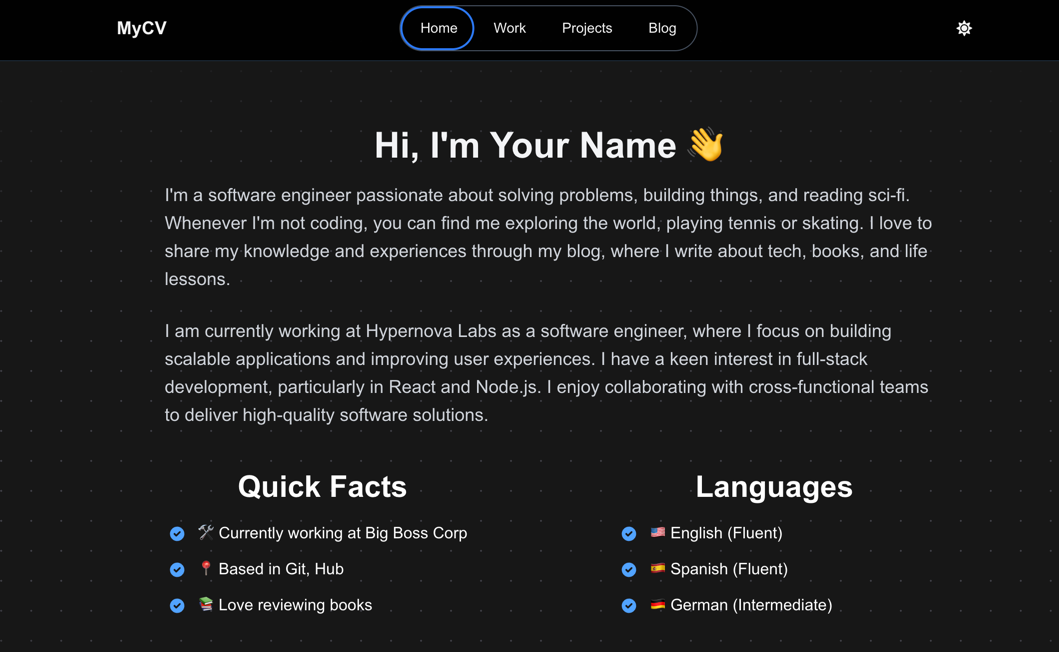 MyCV
Home
Work
Projects
Blog
Hi, I'm Your Name 👋
I'm a software engineer passionate about solving problems, building things, and reading sci-fi.
Whenever I'm not coding, you can find me exploring the world, playing tennis or skating. I love to
share my knowledge and experiences through my blog, where I write about tech, books, and life
lessons.
I am currently working at Hypernova Labs as a software engineer, where I focus on building
scalable applications and improving user experiences. I have a keen interest in full-stack
development, particularly in React and Node.js. I enjoy collaborating with cross-functional teams
to deliver high-quality software solutions.
Quick Facts
🛠️ Currently working at Big Boss Corp
📍 Based in Git, Hub
📚 Love reviewing books
Languages
🇺🇸 English (Fluent)
🇪🇸 Spanish (Fluent)
🇩🇪 German (Intermediate)